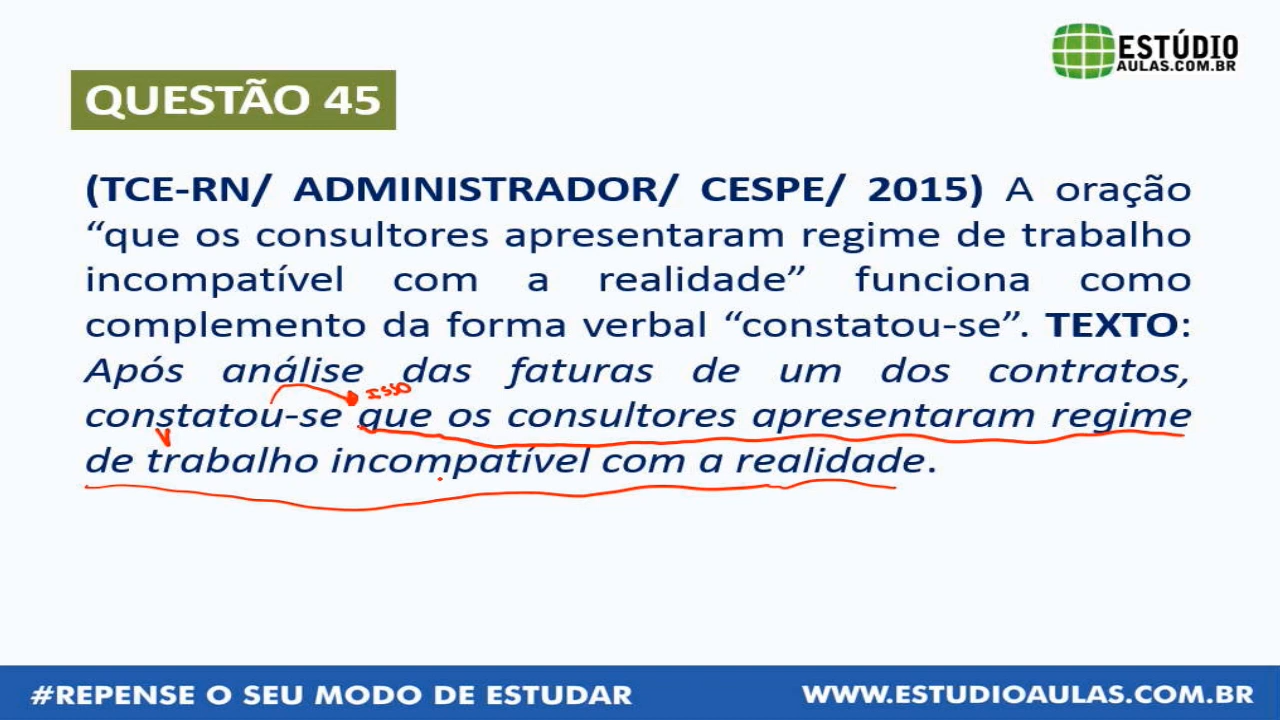 ESTÚDIO
AULAS.COM.BR
QUESTÃO 45
(TCE-RN/ ADMINISTRADOR/ CESPE/ 2015) A oração
“que os consultores apresentaram regime de trabalho
incompatível com a realidade” funciona como
complemento da forma verbal “constatou-se”. TEXTO:
Após análise das faturas de um dos contratos,
ISSO
constatou-se que os consultores apresentaram regime
V
de trabalho incompatível com a realidade.
#REPENSE O SEU MODO DE ESTUDAR
WWW.ESTUDIOAULAS.COM.BR